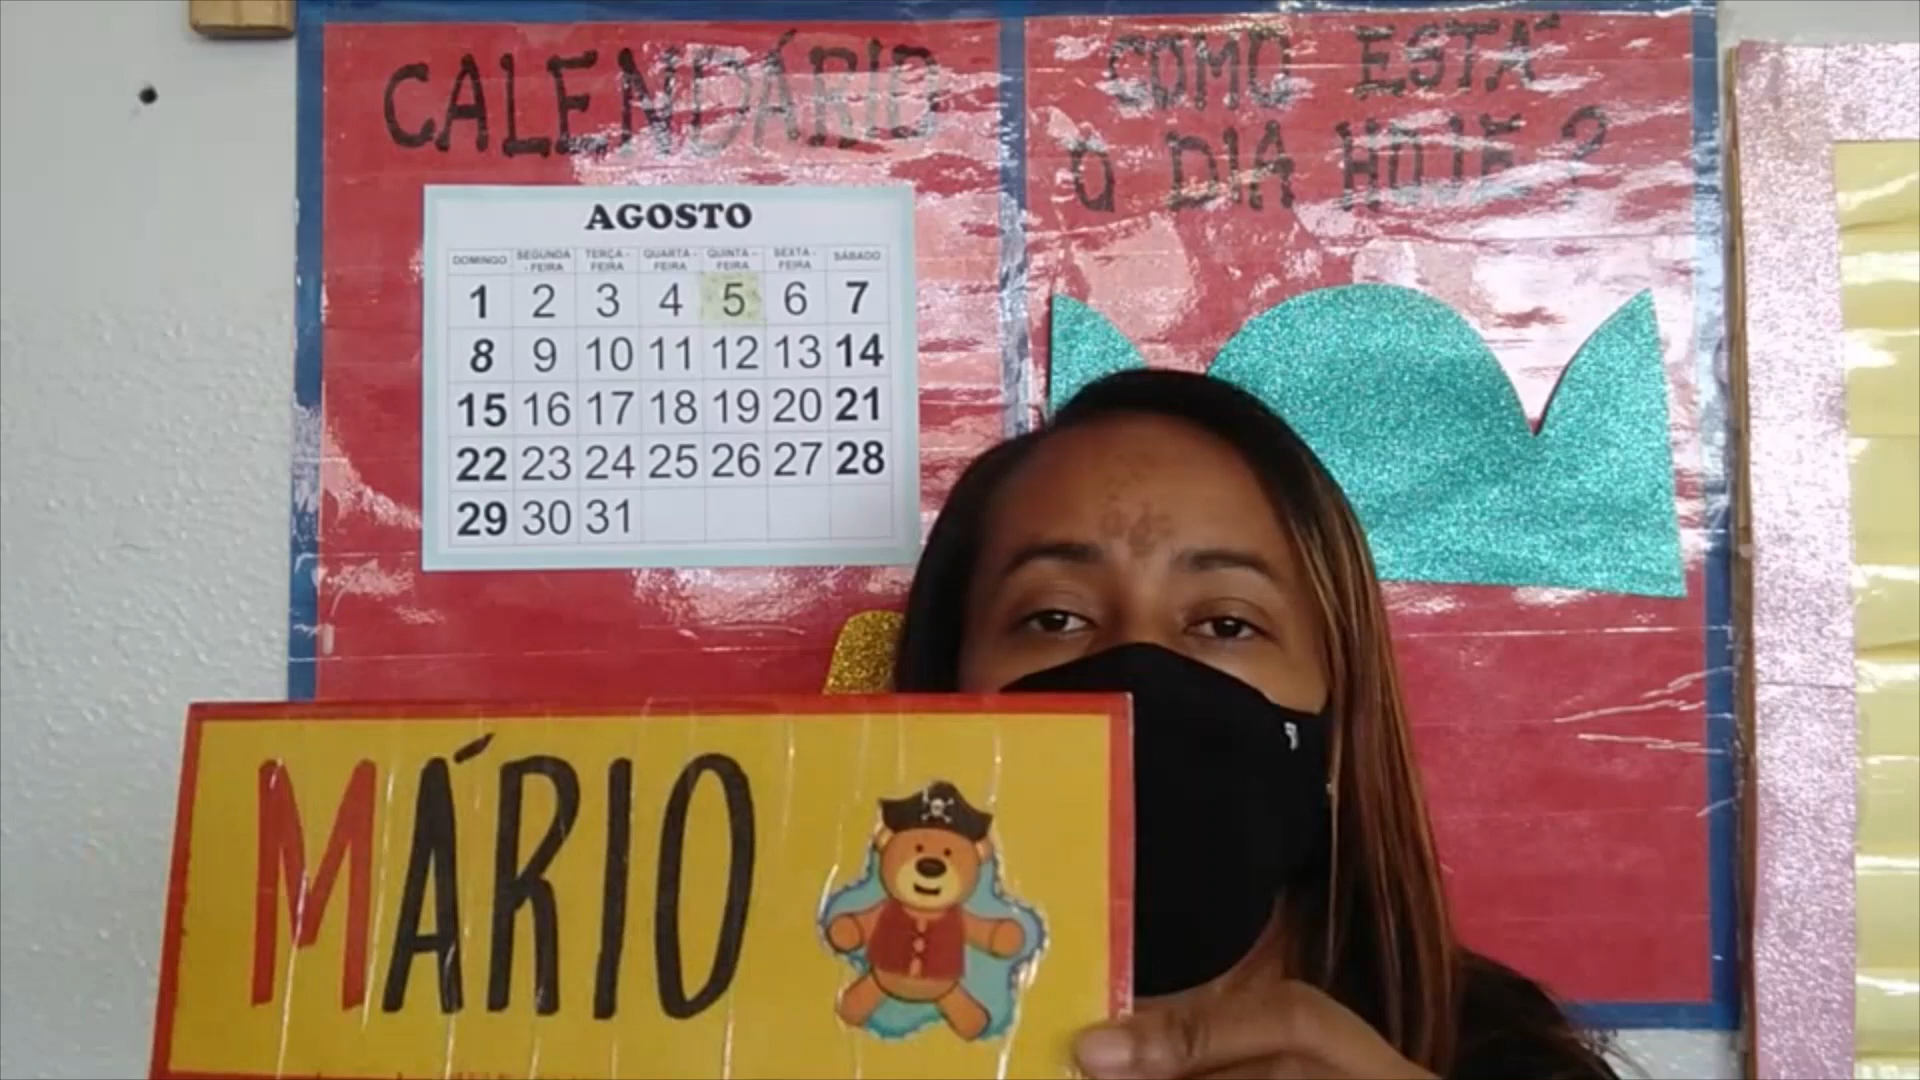 CALENDÁRIO
COMO ESTÁ
O DIA HOJE?
AGOSTO
DOMINGO SEGUNDA - FEIRA TERÇA - FEIRA QUARTA - FEIRA QUINTA - FEIRA SEXTA - FEIRA SÁBADO
1 2 3 4 5 6 7
8 9 10 11 12 13 14
15 16 17 18 19 20 21
22 23 24 25 26 27 28
29 30 31
MÁRIO